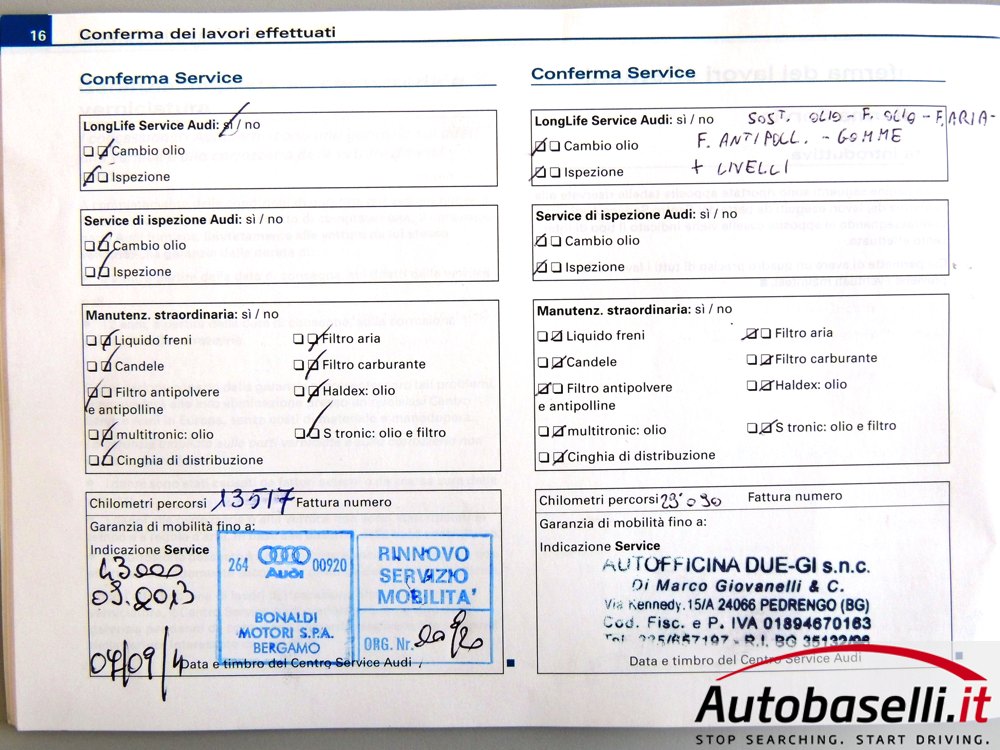 16 Conferma dei lavori effettuati
Conferma Service
LongLife Service Audi: sì / no
Cambio olio
Ispezione
Service di ispezione Audi: sì / no
Cambio olio
Ispezione
Manutenz. straordinaria: sì / no
Liquido freni Filtro aria
Candele Filtro carburante
Filtro antipolvere Haldex: olio
e antipolline
multitronic: olio S tronic: olio e filtro
Cinghia di distribuzione
Chilometri percorsi 13517 Fattura numero
Garanzia di mobilità fino a:
Indicazione Service
43000
09.2013
264 Audi 00920
BONALDI
MOTORI S.P.A.
BERGAMO
RINNOVO
SERVIZIO
MOBILITA'
ORG. Nr.
Data e timbro del Centro Service Audi
Conferma Service
LongLife Service Audi: sì / no SOST. OLIO - F. OLIO - F. ARIA -
Cambio olio F. ANTIPOLL. - GOMME
Ispezione + LIVELLI
Service di ispezione Audi: sì / no
Cambio olio
Ispezione
Manutenz. straordinaria: sì / no
Liquido freni Filtro aria
Candele Filtro carburante
Filtro antipolvere Haldex: olio
e antipolline
multitronic: olio S tronic: olio e filtro
Cinghia di distribuzione
Chilometri percorsi Fattura numero
Garanzia di mobilità fino a:
Indicazione Service
AUTOFFICINA DUE-GI s.n.c.
Di Marco Giovanelli & C.
Via Kennedy, 15/A 24066 PEDRENGO (BG)
Cod. Fisc. e P. IVA 01894670163
Tel. 035/657197 - R.I. BG 35132/98
Data e timbro del Centro Service Audi
Autobaselli.it
STOP SEARCHING. START DRIVING.